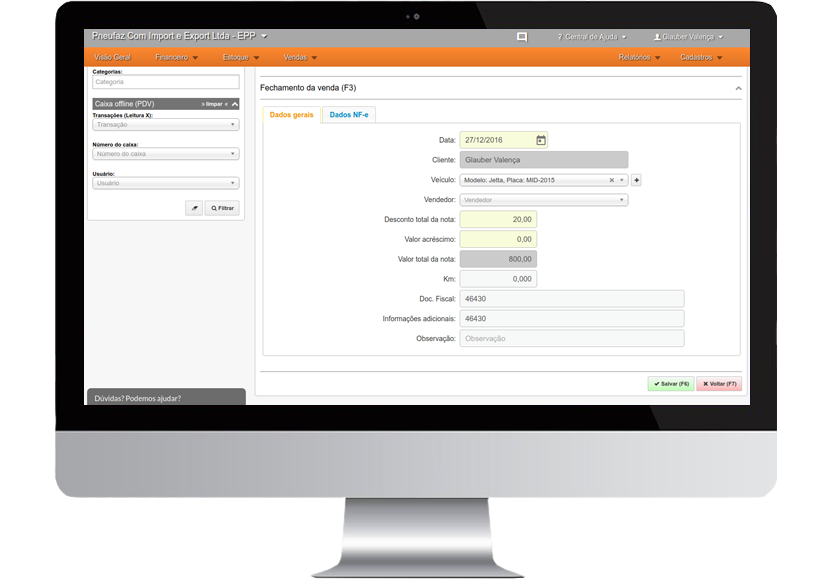 Pneufaz Com Import e Export Ltda - EPP
? Central de Ajuda
Glauber Valença
Visão Geral
Financeiro
Estoque
Vendas
Relatórios
Cadastros
Categorias:
Categoria
Caixa offline (PDV)
» limpar «
Transações (Leitura X):
Transação
Número do caixa:
Número do caixa
Usuário:
Usuário
Filtrar
Dúvidas? Podemos ajudar?
Fechamento da venda (F3)
Dados gerais
Dados NF-e
Data: 27/12/2016
Cliente: Glauber Valença
Veículo: Modelo: Jetta, Placa: MID-2015
Vendedor: Vendedor
Desconto total da nota: 20,00
Valor acréscimo: 0,00
Valor total da nota: 800,00
Km: 0,000
Doc. Fiscal: 46430
Informações adicionais: 46430
Observação: Observação
Salvar (F6)
Voltar (F7)